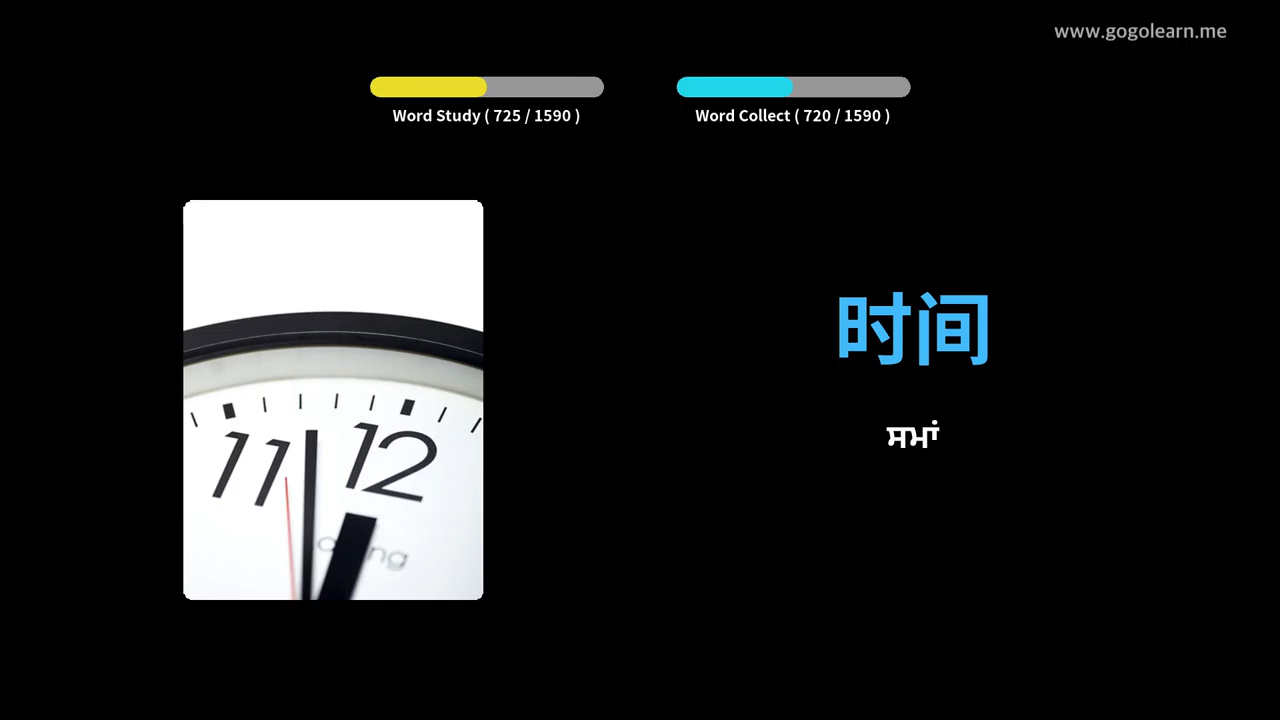 www.gogolearn.me
Word Study ( 725 / 1590 )
Word Collect ( 720 / 1590 )
时间
ਸਮਾਂ
11 12